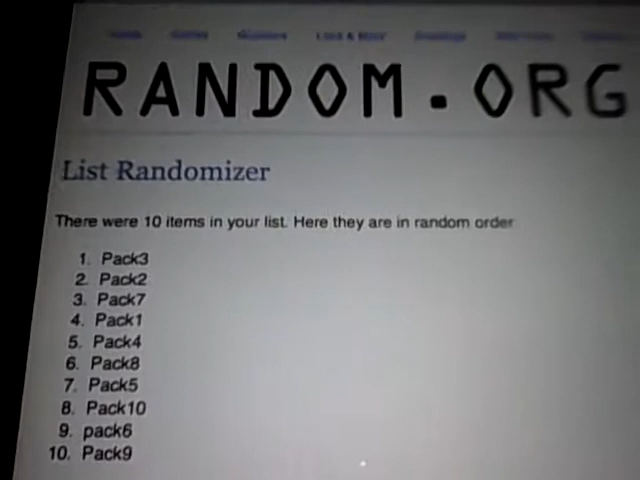 RANDOM.ORG
List Randomizer
There were 10 items in your list. Here they are in random order
1. Pack3
2. Pack2
3. Pack7
4. Pack1
5. Pack4
6. Pack8
7. Pack5
8. Pack10
9. pack6
10. Pack9